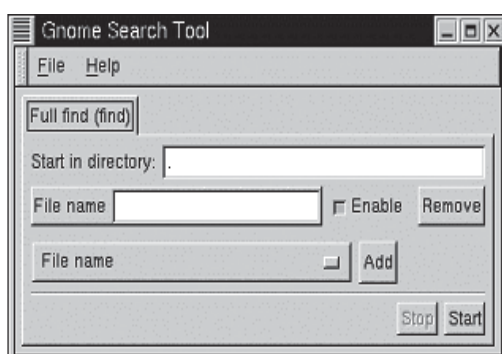 Gnome Search Tool
File Help
Full find (find)
Start in directory: .
File name Enable Remove
File name Add
Stop Start